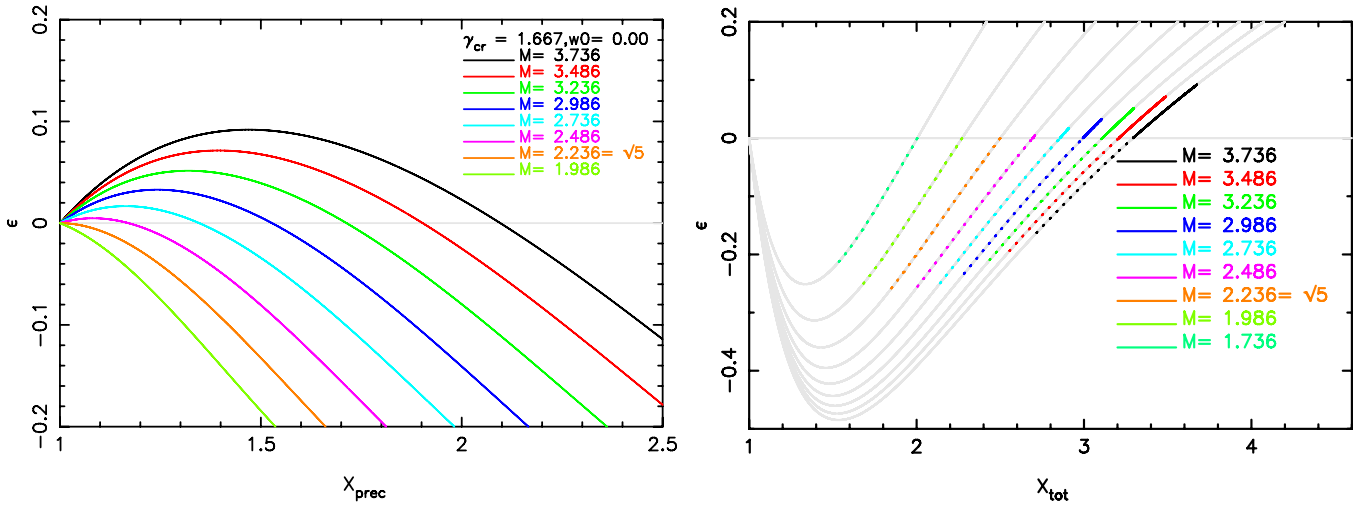 0.2
0.1
0
−0.1
−0.2
ε
1
1.5
2
2.5
X_prec
γ_cr = 1.667,w0= 0.00
M= 3.736
M= 3.486
M= 3.236
M= 2.986
M= 2.736
M= 2.486
M= 2.236= √5
M= 1.986
0.2
0
−0.2
−0.4
ε
1
2
3
4
X_tot
M= 3.736
M= 3.486
M= 3.236
M= 2.986
M= 2.736
M= 2.486
M= 2.236= √5
M= 1.986
M= 1.736